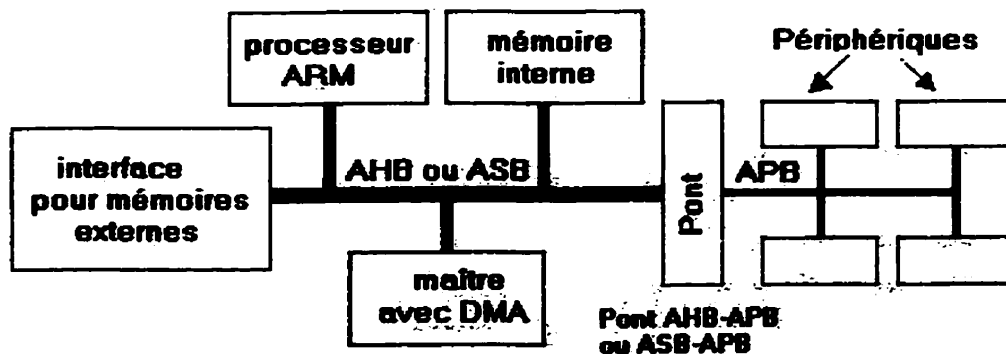 processeur
ARM
mémoire
interne
Périphériques
interface
pour mémoires
externes
AHB ou ASB
Pont
APB
maître
avec DMA
Pont AHB-APB
ou ASB-APB